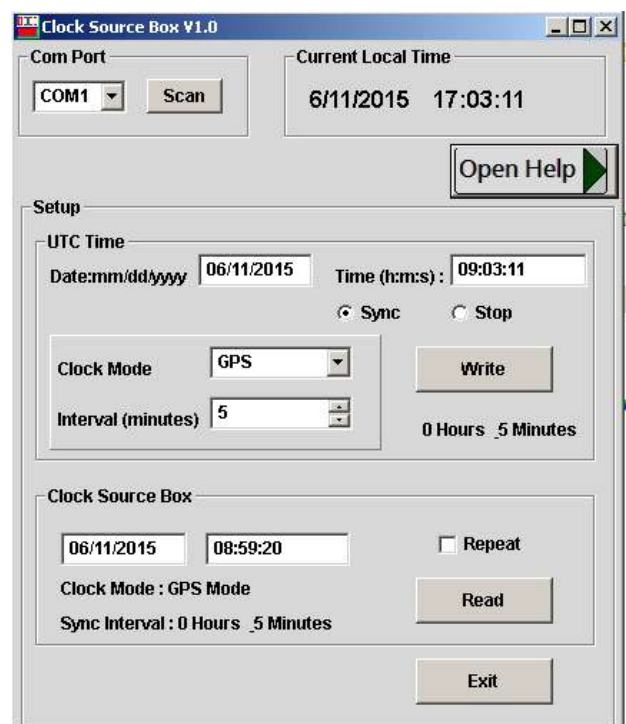 Clock Source Box V1.0
Com Port
COM1 Scan
Current Local Time
6/11/2015 17:03:11
Open Help
Setup
UTC Time
Date:mm/dd/yyyy 06/11/2015 Time (h:m:s) : 09:03:11
Sync Stop
Clock Mode GPS
Write
Interval (minutes) 5
0 Hours _5 Minutes
Clock Source Box
06/11/2015 08:59:20 Repeat
Clock Mode : GPS Mode
Read
Sync Interval : 0 Hours _5 Minutes
Exit